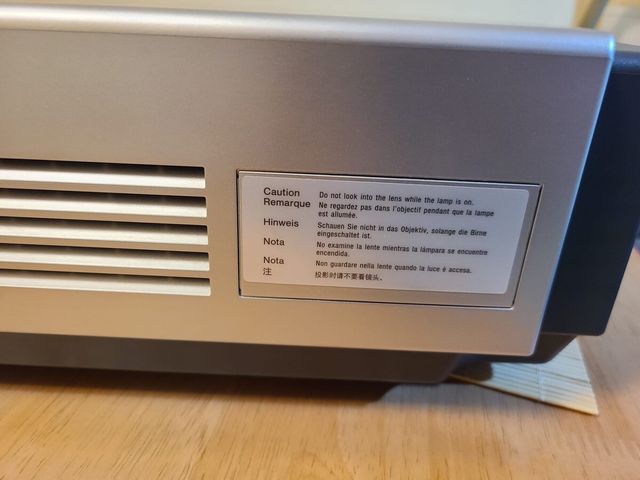 Caution Do not look into the lens while the lamp is on.
Remarque Ne regardez pas dans l'objectif pendant que la lampe
est allumée.
Hinweis Schauen Sie nicht in das Objektiv, solange die Birne
eingeschaltet ist.
Nota No examine la lente mientras la lámpara se encuentre
encendida.
Nota Non guardare nella lente quando la luce è accesa.
注 投影时请不要看镜头。